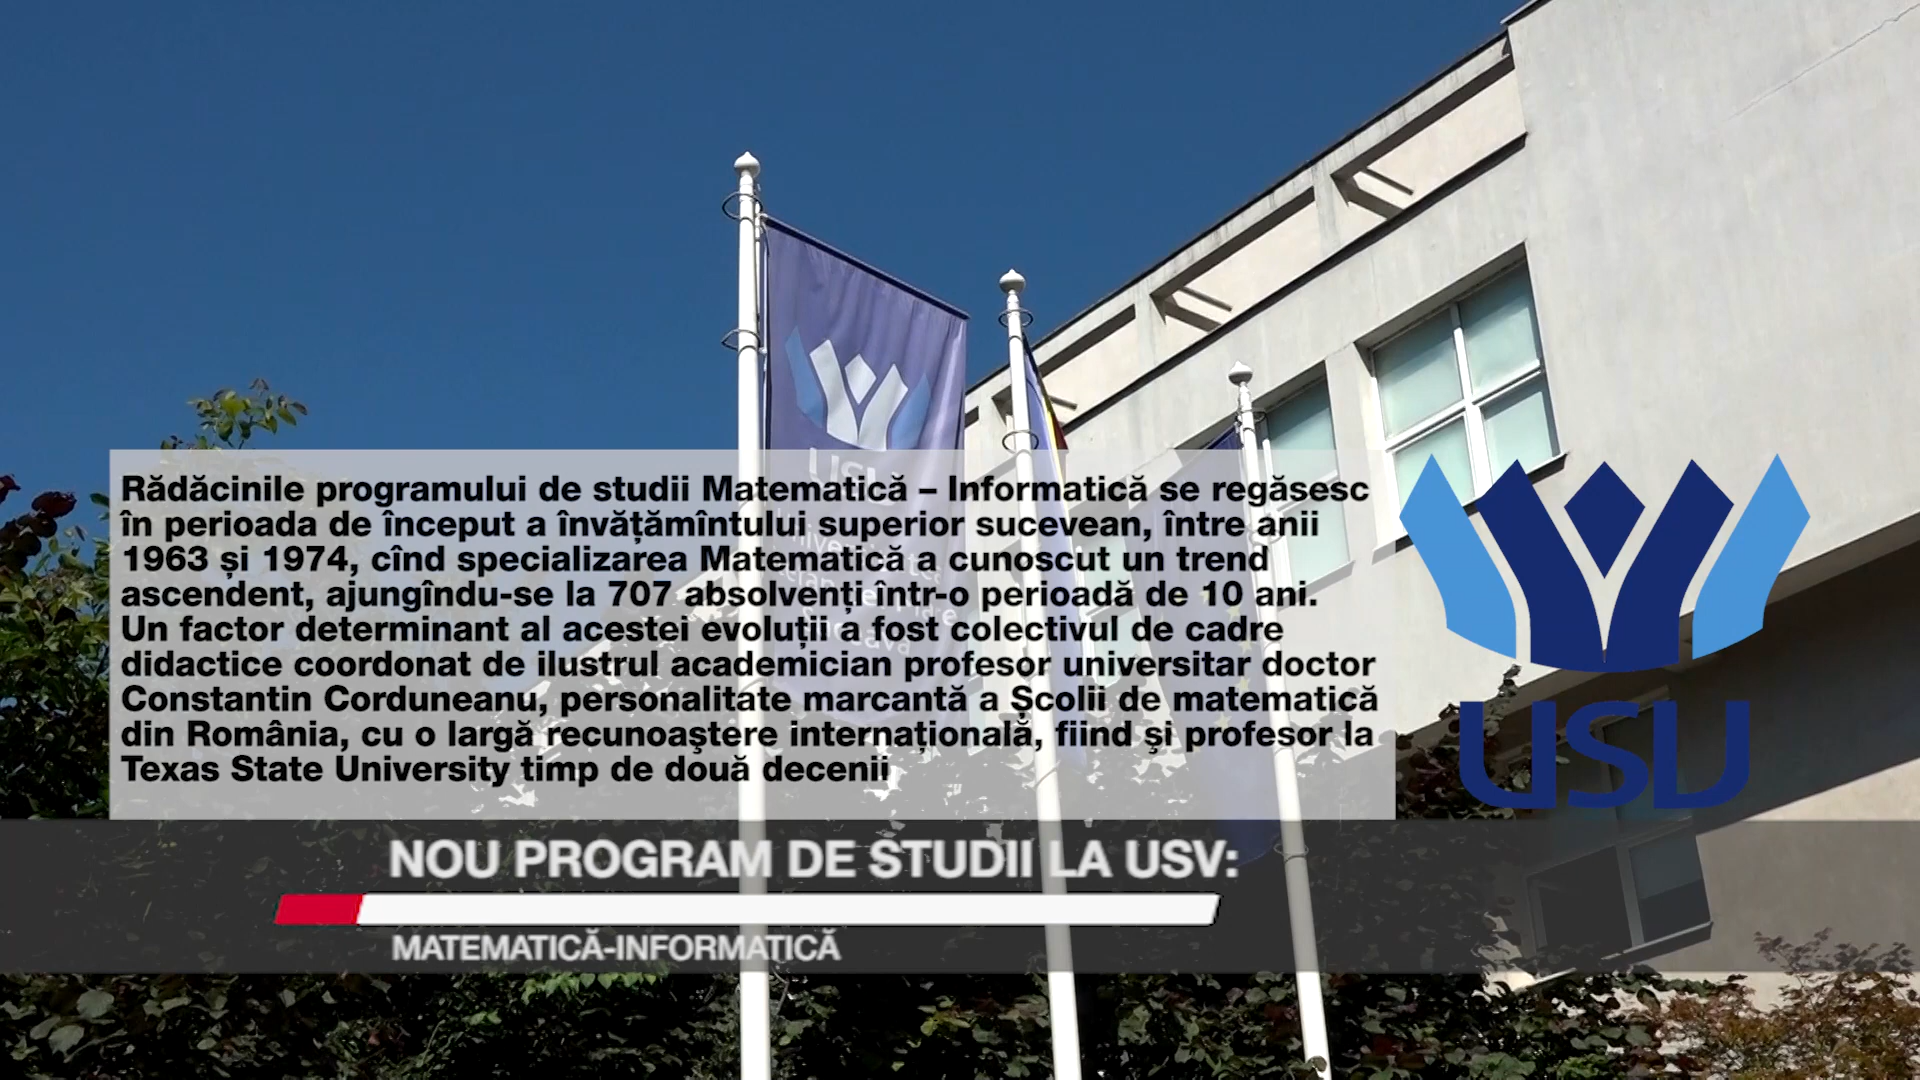 Rădăcinile programului de studii Matematică – Informatică se regăsesc
în perioada de început a învățămîntului superior sucevean, între anii
1963 și 1974, cînd specializarea Matematică a cunoscut un trend
ascendent, ajungîndu-se la 707 absolvenți într-o perioadă de 10 ani.
Un factor determinant al acestei evoluții a fost colectivul de cadre
didactice coordonat de ilustrul academician profesor universitar doctor
Constantin Corduneanu, personalitate marcantă a Școlii de matematică
din România, cu o largă recunoaştere internațională, fiind şi profesor la
Texas State University timp de două decenii
USV
NOU PROGRAM DE STUDII LA USV:
MATEMATICĂ-INFORMATICĂ